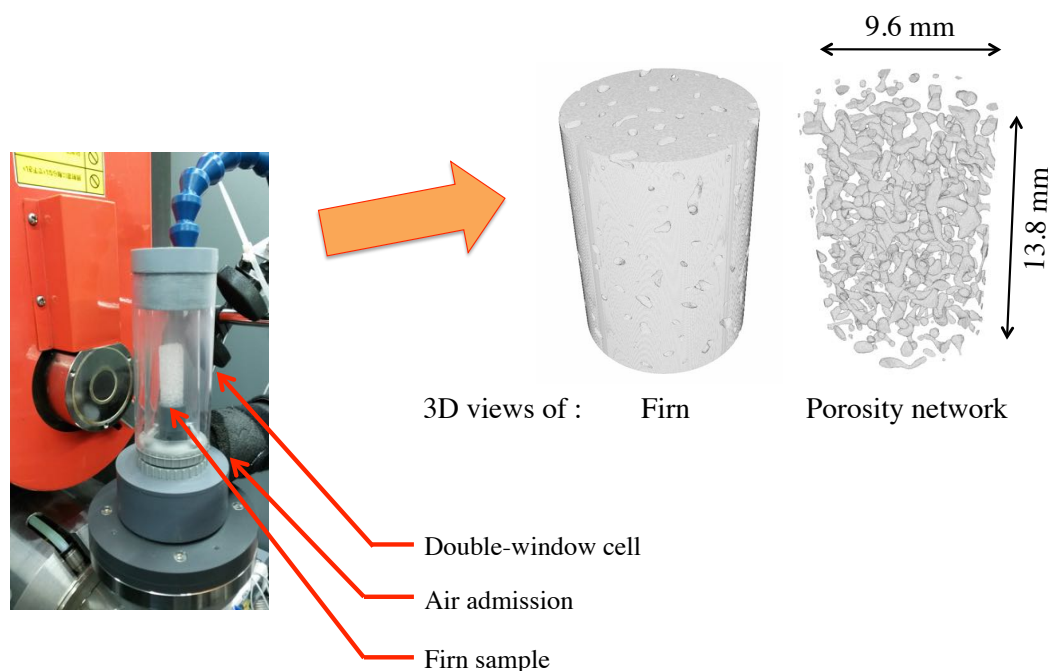 9.6 mm
13.8 mm
3D views of :
Firn
Porosity network
Double-window cell
Air admission
Firn sample